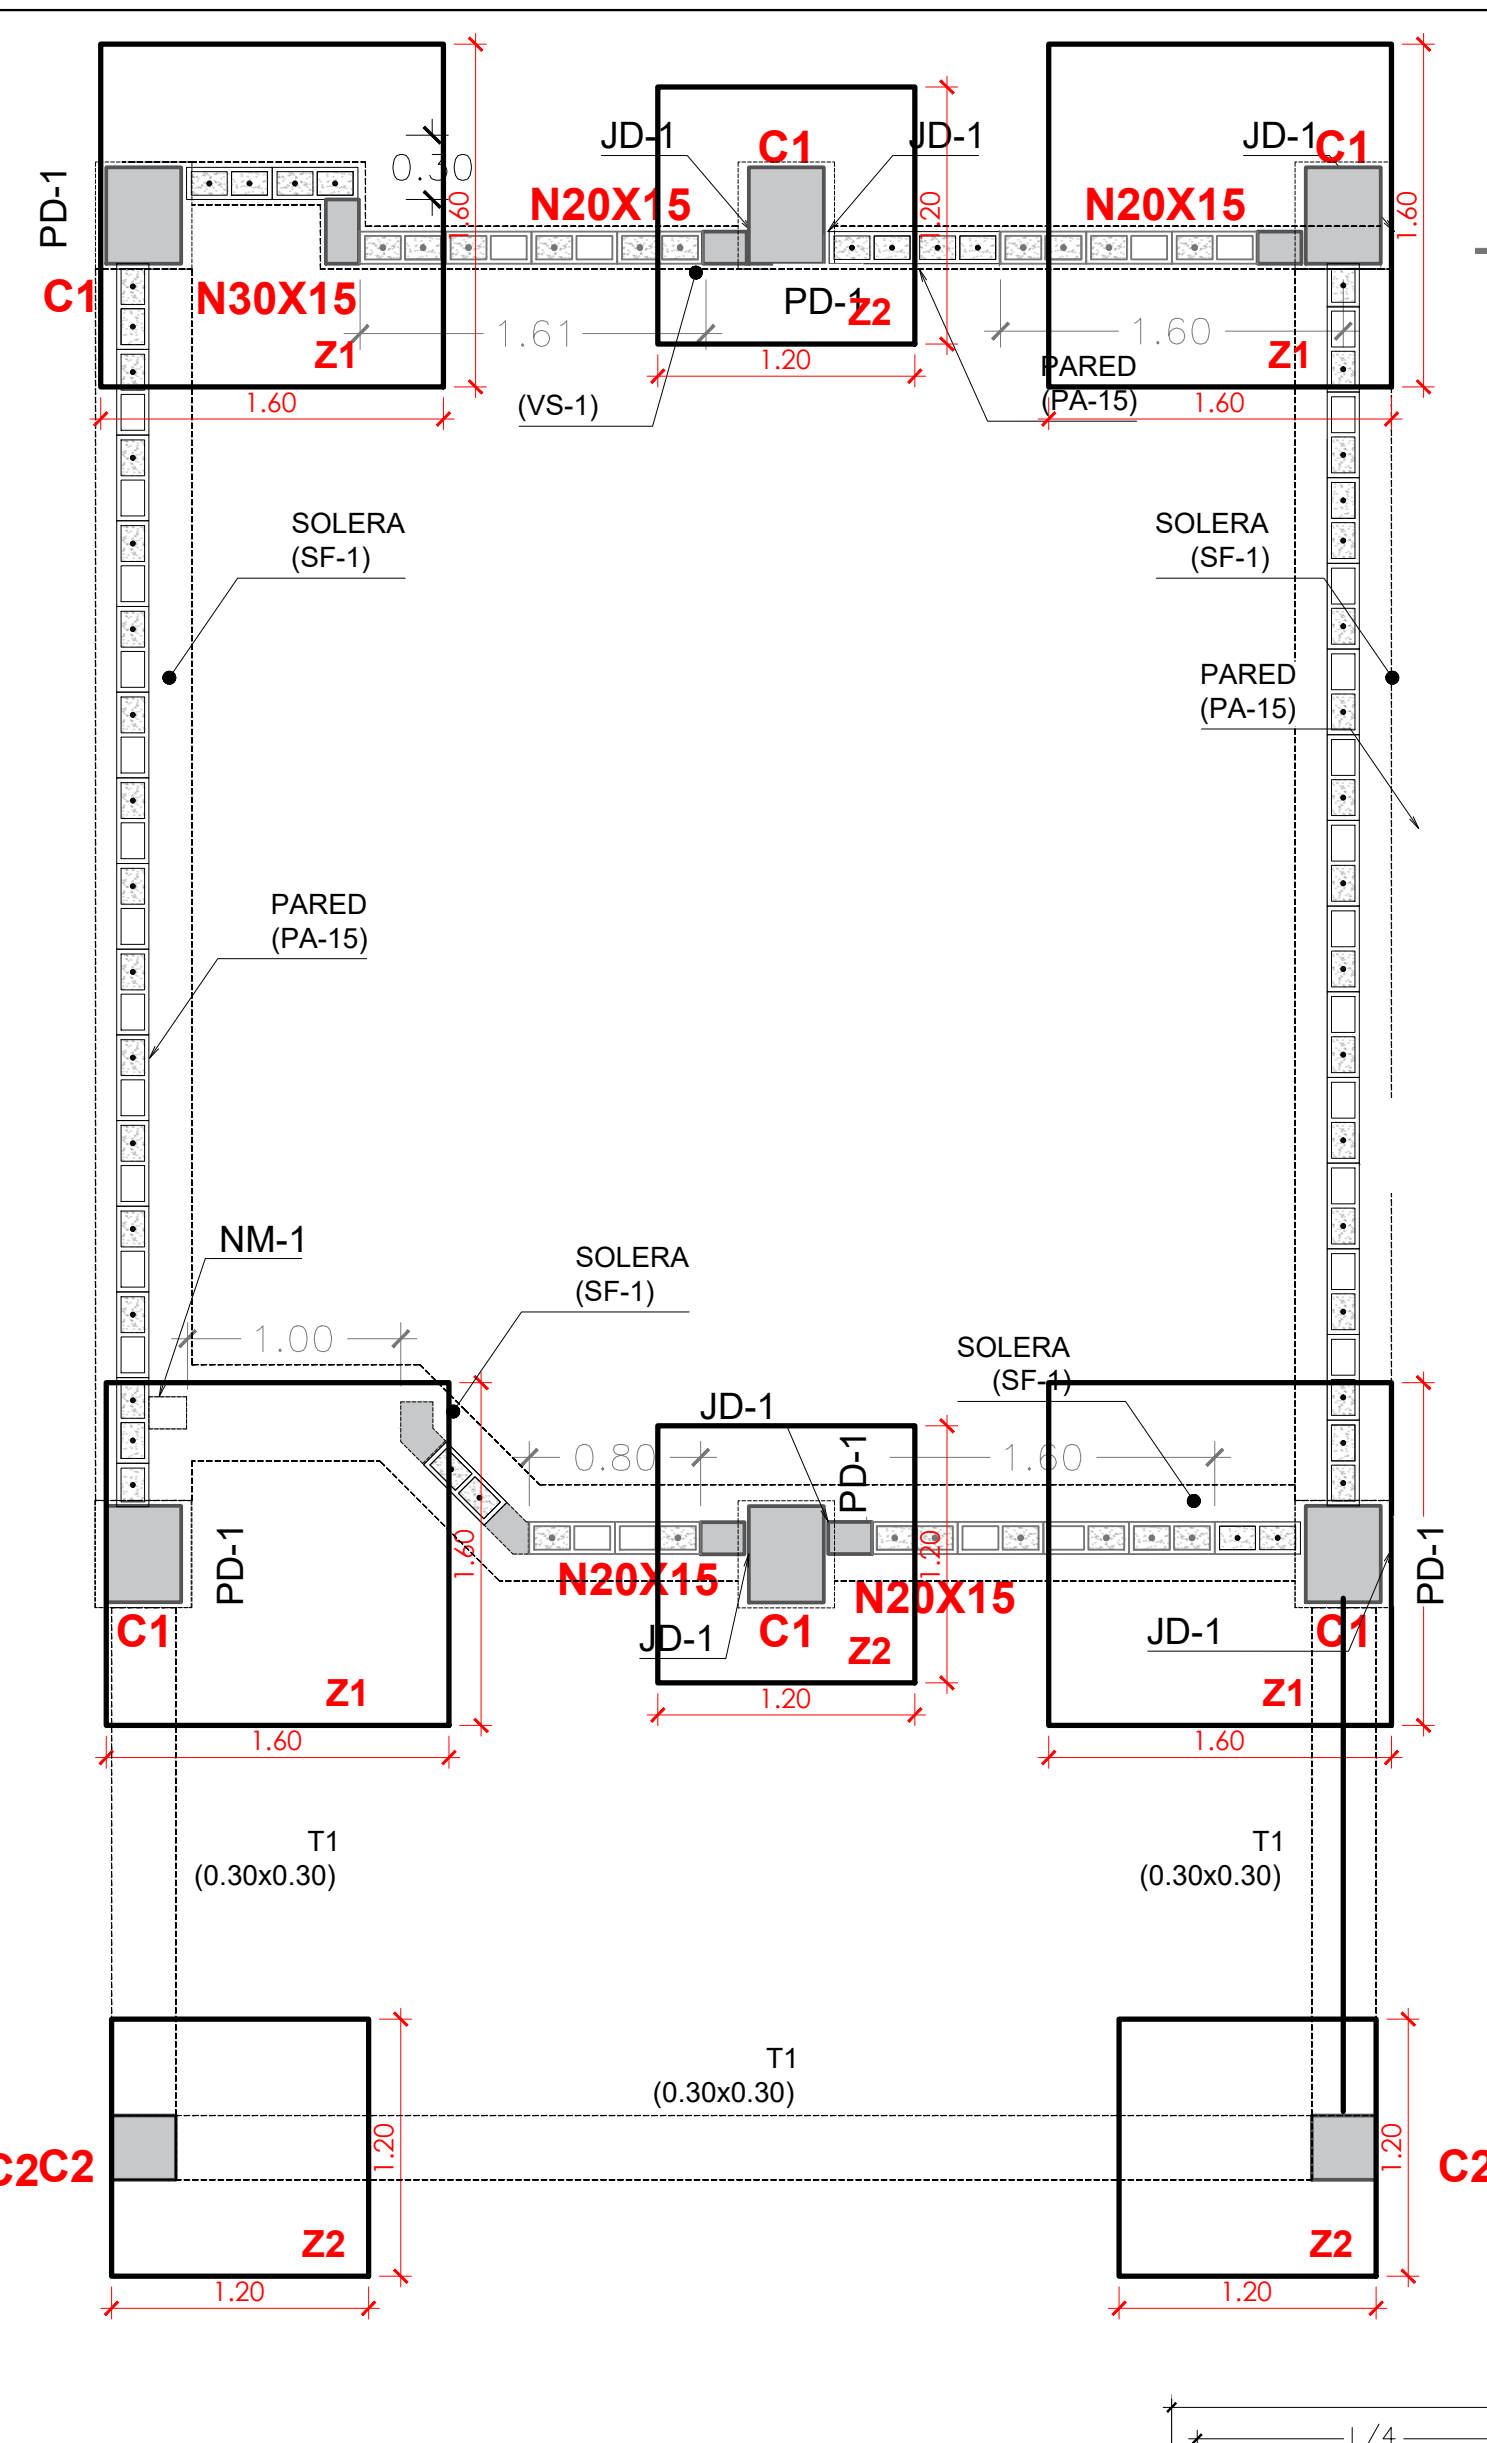 JD-1
C1
JD-1
JD-1
C1
PD-1
0.30
1.60
N20X15
1.20
N20X15
1.60
C1
N30X15
PD-1
Z2
1.61
1.60
Z1
1.20
Z1
PARED
(PA-15)
1.60
(VS-1)
1.60
SOLERA
(SF-1)
SOLERA
(SF-1)
PARED
(PA-15)
PARED
(PA-15)
NM-1
SOLERA
(SF-1)
1.00
SOLERA
(SF-1)
JD-1
0.80
PD-1
1.60
1.60
PD-1
1.20
PD-1
N20X15
N20X15
C1
JD-1
C1
JD-1
C1
Z2
Z1
Z1
1.20
1.60
1.60
T1
(0.30x0.30)
T1
(0.30x0.30)
T1
(0.30x0.30)
1.20
1.20
C2
C2
C2
Z2
Z2
1.20
1.20
L/4